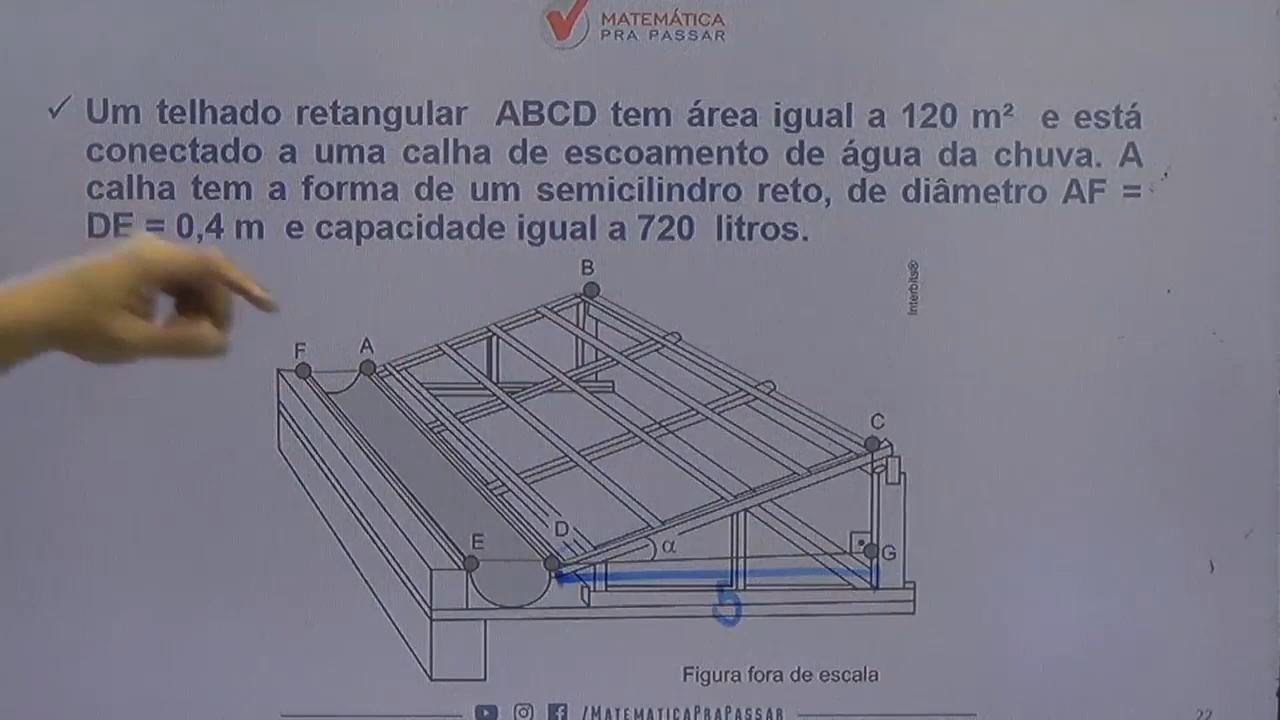 MATEMÁTICA
PRA PASSAR
✓ Um telhado retangular ABCD tem área igual a 120 m² e está
conectado a uma calha de escoamento de água da chuva. A
calha tem a forma de um semicilindro reto, de diâmetro AF =
DE = 0,4 m e capacidade igual a 720 litros.
B
Interbits®
F
A
C
D
E
α
G
5
Figura fora de escala
/MATEMATICAPRAPASSAR
22